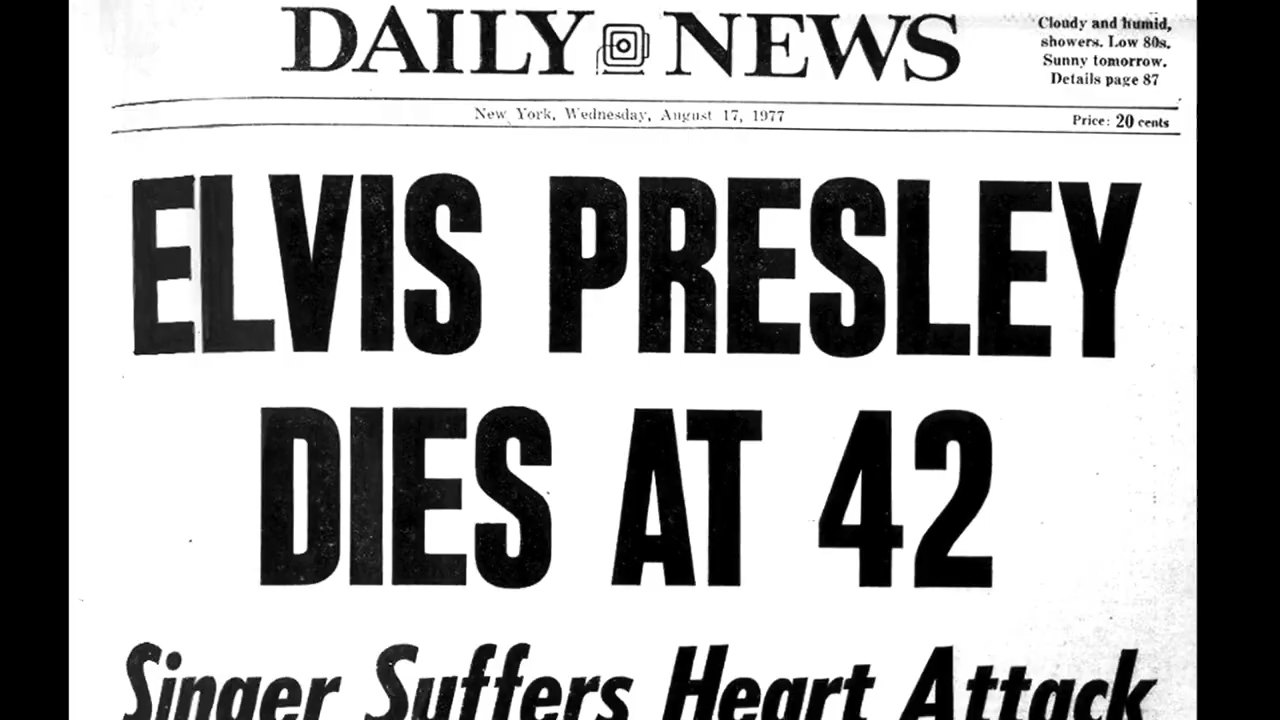 DAILY NEWS
Cloudy and humid,
showers. Low 80s.
Sunny tomorrow.
Details page 87
New York, Wednesday, August 17, 1977
Price: 20 cents
ELVIS PRESLEY
DIES AT 42
Singer Suffers Heart Attack